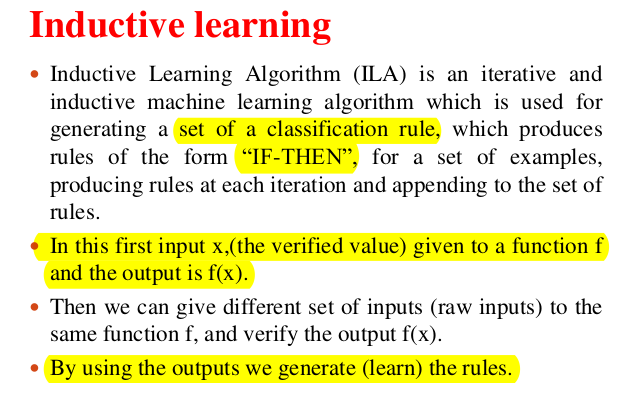 Inductive learning
• Inductive Learning Algorithm (ILA) is an iterative and
inductive machine learning algorithm which is used for
generating a set of a classification rule, which produces
rules of the form “IF-THEN”, for a set of examples,
producing rules at each iteration and appending to the set of
rules.
• In this first input x,(the verified value) given to a function f
and the output is f(x).
• Then we can give different set of inputs (raw inputs) to the
same function f, and verify the output f(x).
• By using the outputs we generate (learn) the rules.